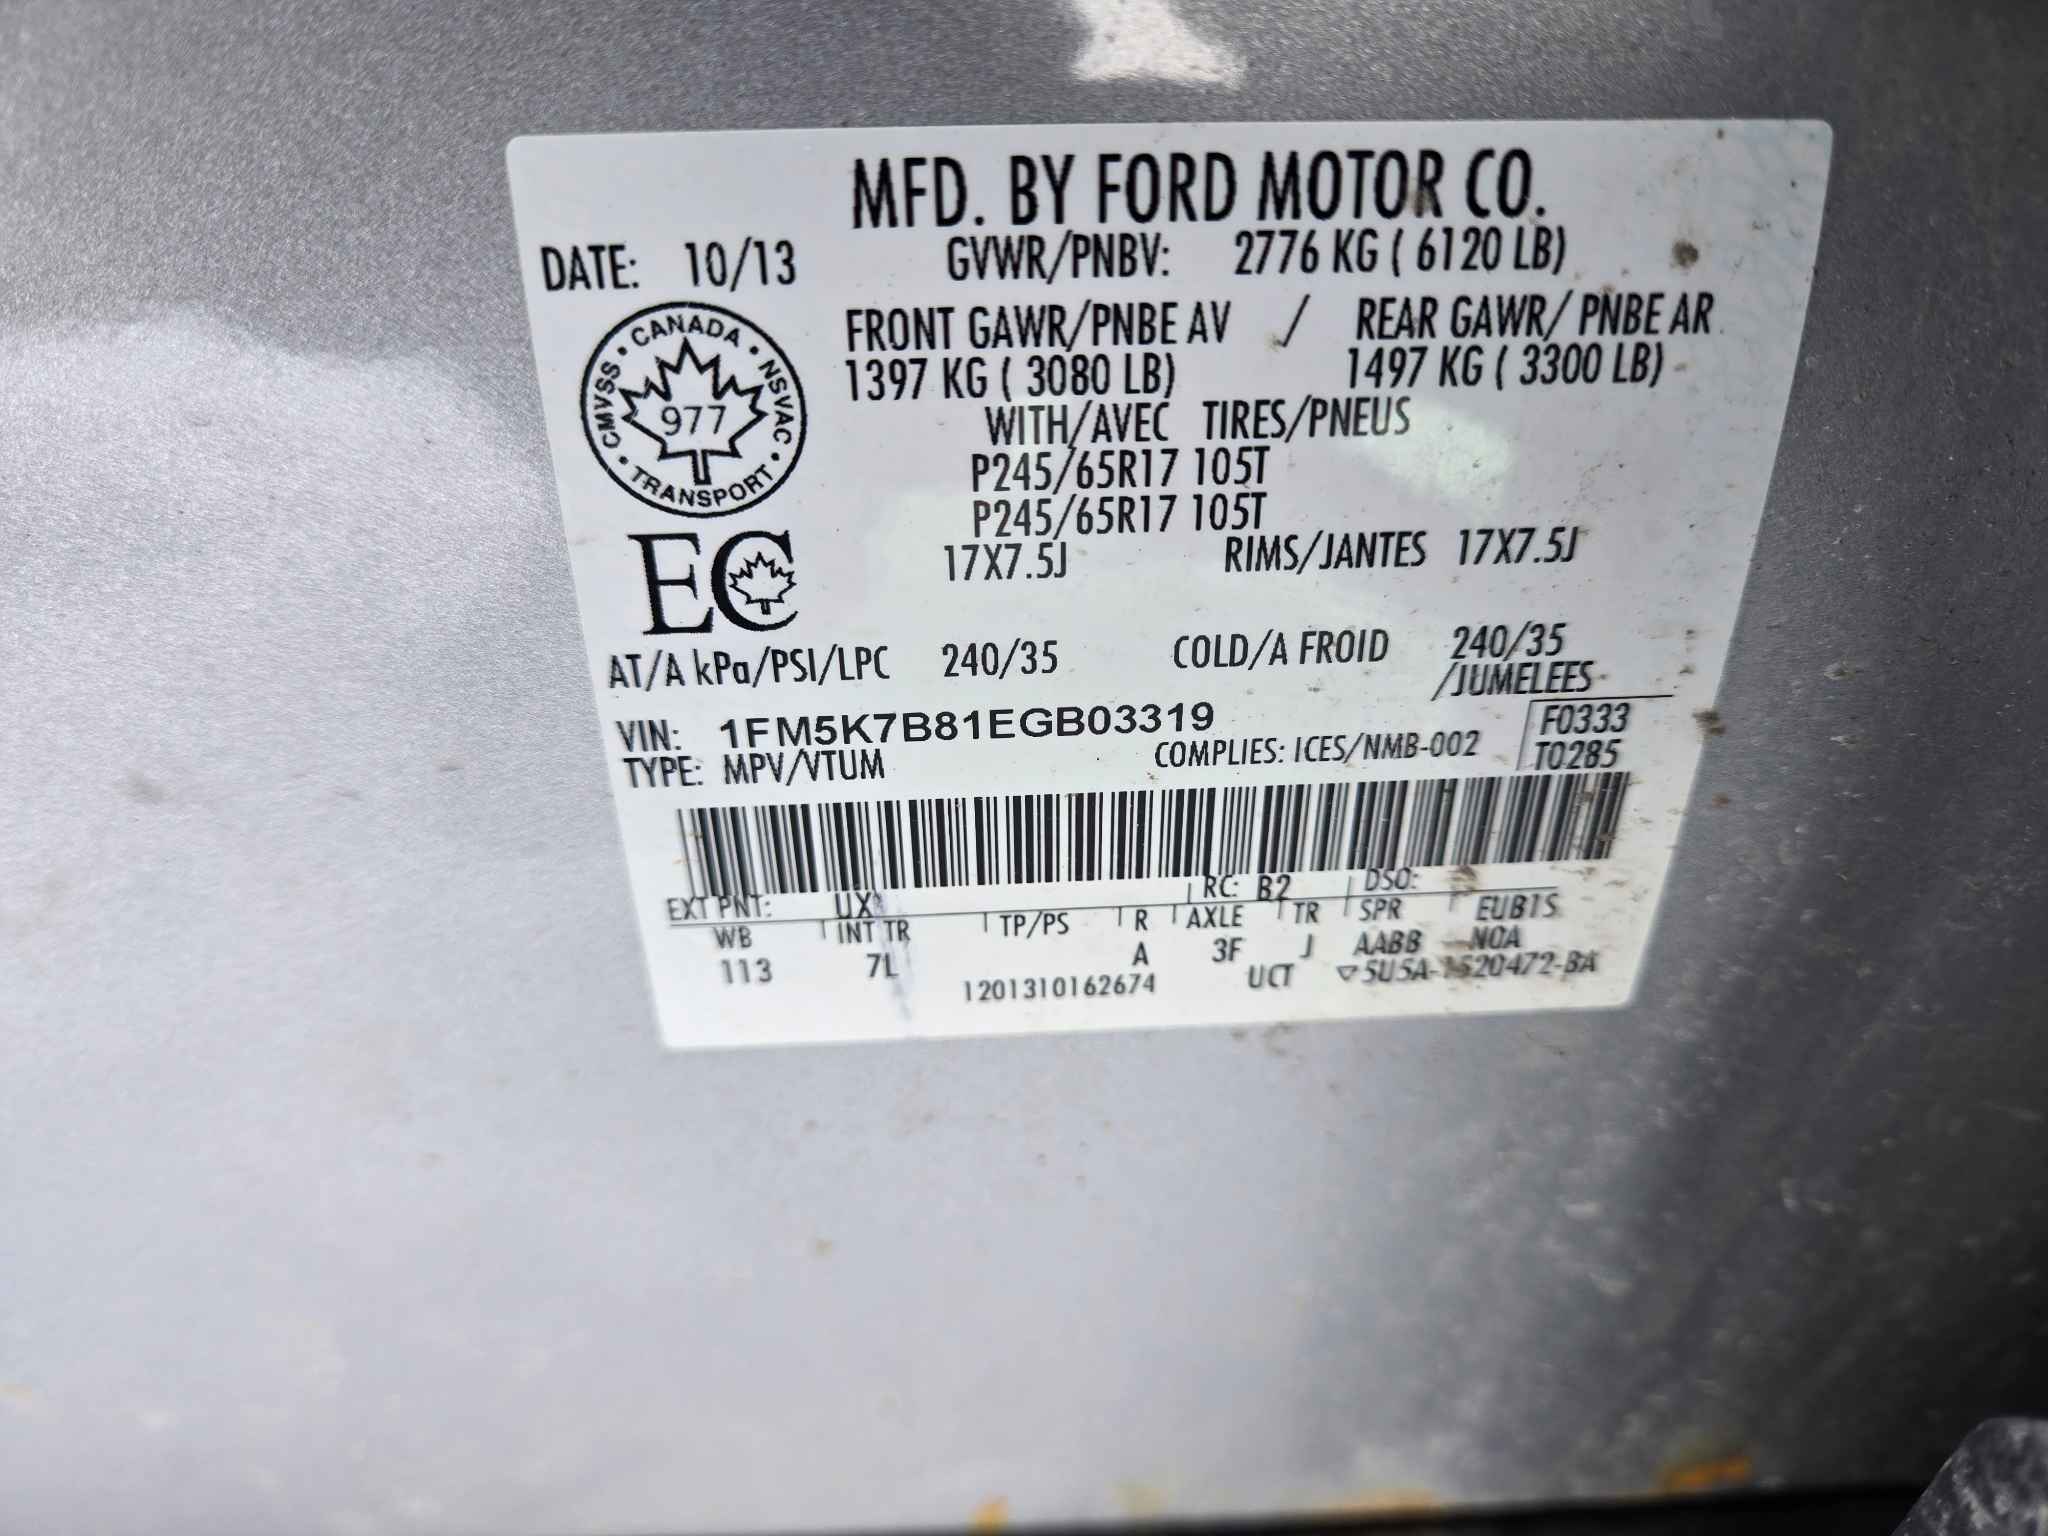 MFD. BY FORD MOTOR CO.
DATE: 10/13 GVWR/PNBV: 2776 KG ( 6120 LB)
FRONT GAWR/PNBE AV / REAR GAWR/ PNBE AR
1397 KG ( 3080 LB) 1497 KG ( 3300 LB)
WITH/AVEC TIRES/PNEUS
P245/65R17 105T
P245/65R17 105T
17X7.5J RIMS/JANTES 17X7.5J
CANADA • NSVAC • TRANSPORT • CMVSS •
977
EC
AT/A kPa/PSI/LPC 240/35 COLD/A FROID 240/35
/JUMELEES
VIN: 1FM5K7B81EGB03319 F0333
TYPE: MPV/VTUM COMPLIES: ICES/NMB-002 T0285
EXT PNT: UX RC: B2 DSO:
WB INT TR TP/PS R AXLE TR SPR EUB1S
113 7L A 3F J AABB NOA
1201310162674 UCT 5U5A-1520472-BA